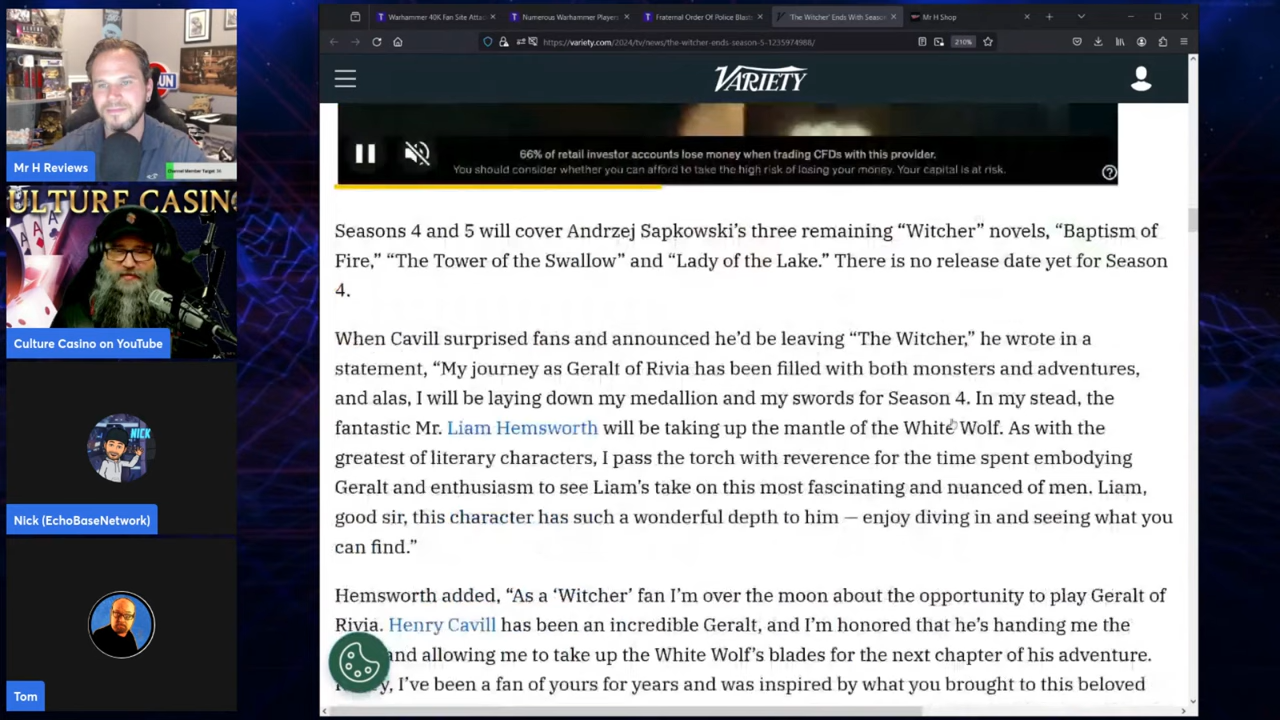 Warhammer 40K Fan Site Attac
Numerous Warhammer Players
Fraternal Order Of Police Blasts
'The Witcher' Ends With Season
Mr H Shop
https://variety.com/2024/tv/news/the-witcher-ends-season-5-1235974988/
210%
VARIETY
66% of retail investor accounts lose money when trading CFDs with this provider.
You should consider whether you can afford to take the high risk of losing your money. Your capital is at risk.
Seasons 4 and 5 will cover Andrzej Sapkowski's three remaining “Witcher” novels, “Baptism of
Fire,” “The Tower of the Swallow” and “Lady of the Lake.” There is no release date yet for Season
4.
When Cavill surprised fans and announced he'd be leaving “The Witcher,” he wrote in a
statement, “My journey as Geralt of Rivia has been filled with both monsters and adventures,
and alas, I will be laying down my medallion and my swords for Season 4. In my stead, the
fantastic Mr. Liam Hemsworth will be taking up the mantle of the White Wolf. As with the
greatest of literary characters, I pass the torch with reverence for the time spent embodying
Geralt and enthusiasm to see Liam's take on this most fascinating and nuanced of men. Liam,
good sir, this character has such a wonderful depth to him — enjoy diving in and seeing what you
can find.”
Hemsworth added, “As a ‘Witcher’ fan I'm over the moon about the opportunity to play Geralt of
Rivia. Henry Cavill has been an incredible Geralt, and I'm honored that he's handing me the
and allowing me to take up the White Wolf's blades for the next chapter of his adventure.
I've been a fan of yours for years and was inspired by what you brought to this beloved
Mr H Reviews
Channel Member Target
ULTURE CASIN
Culture Casino on YouTube
NICK
Nick (EchoBaseNetwork)
Tom